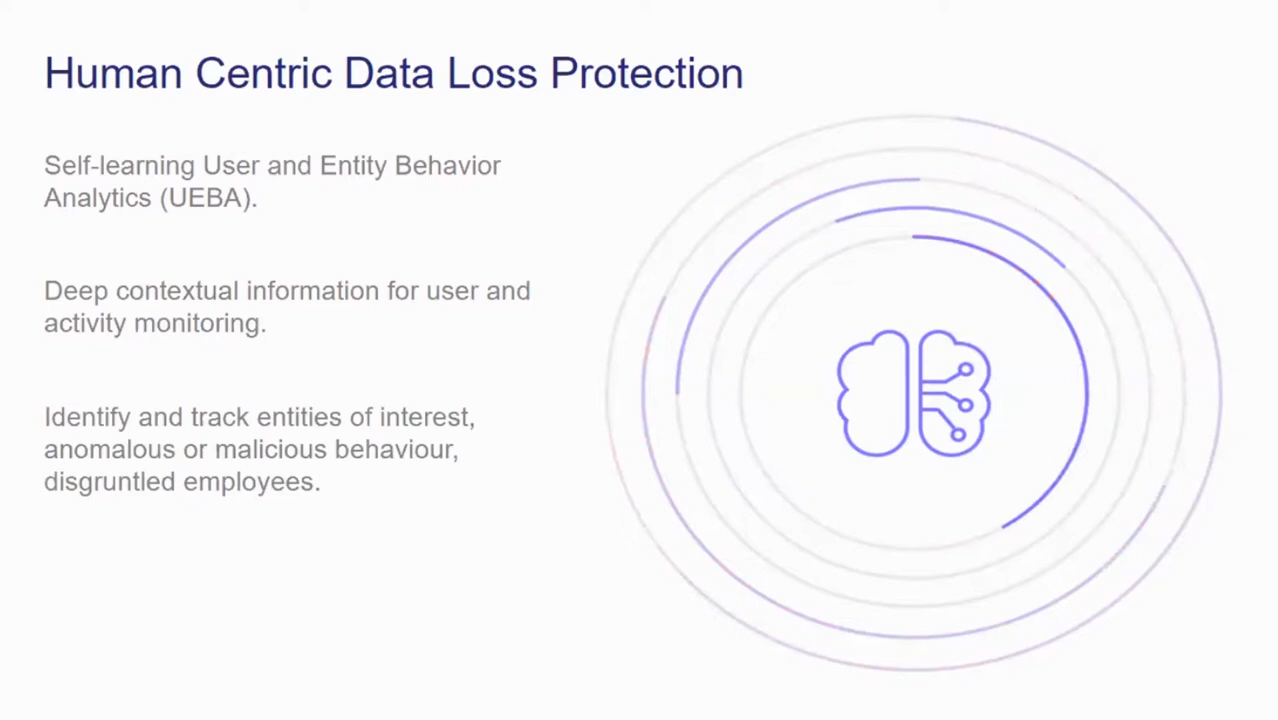 Human Centric Data Loss Protection
Self-learning User and Entity Behavior
Analytics (UEBA).
Deep contextual information for user and
activity monitoring.
Identify and track entities of interest,
anomalous or malicious behaviour,
disgruntled employees.